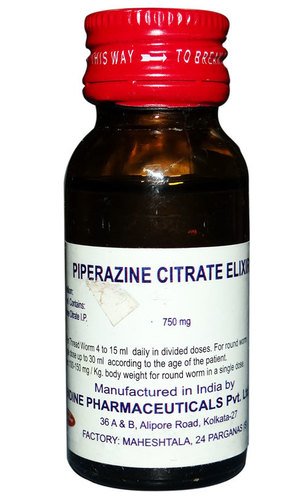 THIS WAY → TO BREAK
PIPERAZINE CITRATE ELIXIR
Contains:
Citrate I.P.
750 mg
Thread Worm 4 to 15 ml daily in divided doses. For round worm
dose up to 30 ml according to the age of the patient.
150 mg / Kg. body weight for round worm in a single dose
Manufactured in India by
PHARMACEUTICALS Pvt.
36 A & B, Alipore Road, Kolkata-27
FACTORY: MAHESHTALA, 24 PARGANAS